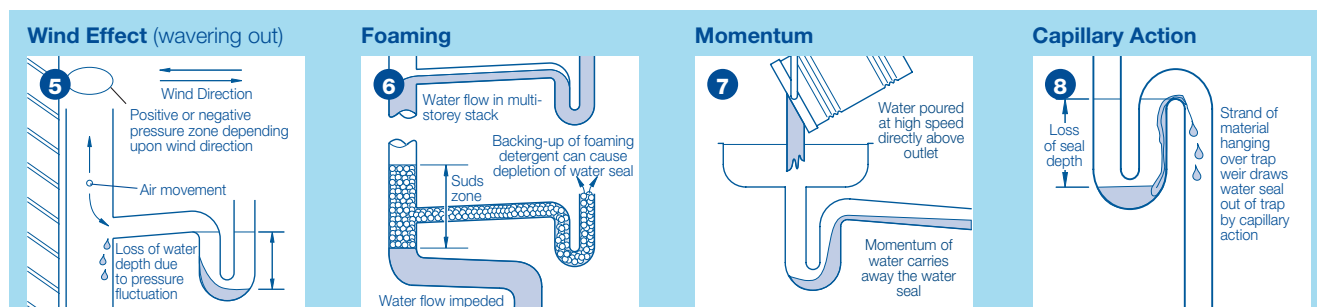 Wind Effect (wavering out)
5
Wind Direction
Positive or negative
pressure zone depending
upon wind direction
Air movement
Loss of water
depth due
to pressure
fluctuation
Foaming
6
Water flow in multi-
storey stack
Backing-up of foaming
detergent can cause
depletion of water seal
Suds
zone
Water flow impeded
Momentum
7
Water poured
at high speed
directly above
outlet
Momentum of
water carries
away the water
seal
Capillary Action
8
Loss
of seal
depth
Strand of
material
hanging
over trap
weir draws
water seal
out of trap
by capillary
action